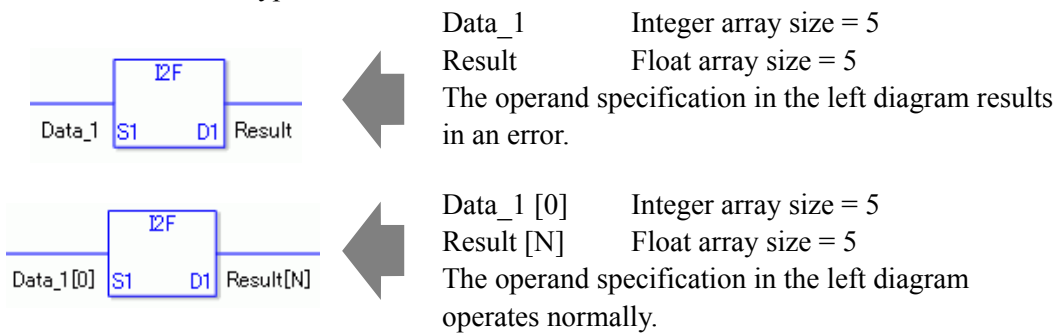 Data_1 Integer array size = 5
Result Float array size = 5
The operand specification in the left diagram results
in an error.
I2F
Data_1 S1 D1 Result
Data_1 [0] Integer array size = 5
Result [N] Float array size = 5
The operand specification in the left diagram
operates normally.
I2F
Data_1[0] S1 D1 Result[N]